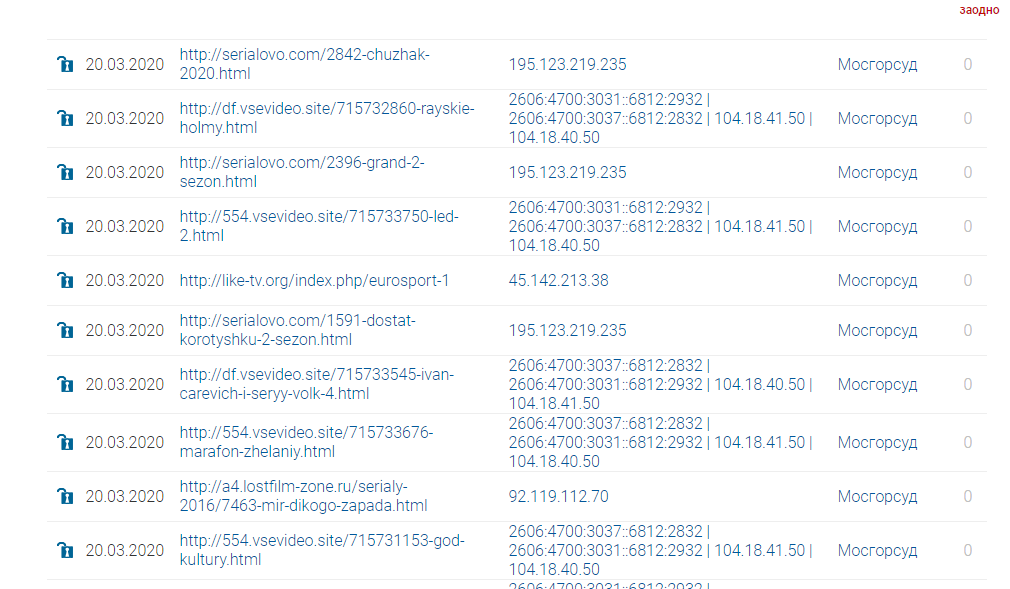 заодно
20.03.2020 http://serialovo.com/2842-chuzhak-
2020.html 195.123.219.235 Мосгорсуд 0
20.03.2020 http://df.vsevideo.site/715732860-rayskie-
holmy.html 2606:4700:3031::6812:2932 |
2606:4700:3037::6812:2832 | 104.18.41.50 |
104.18.40.50 Мосгорсуд 0
20.03.2020 http://serialovo.com/2396-grand-2-
sezon.html 195.123.219.235 Мосгорсуд 0
20.03.2020 http://554.vsevideo.site/715733750-led-
2.html 2606:4700:3031::6812:2932 |
2606:4700:3037::6812:2832 | 104.18.41.50 |
104.18.40.50 Мосгорсуд 0
20.03.2020 http://like-tv.org/index.php/eurosport-1 45.142.213.38 Мосгорсуд 0
20.03.2020 http://serialovo.com/1591-dostat-
korotyshku-2-sezon.html 195.123.219.235 Мосгорсуд 0
20.03.2020 http://df.vsevideo.site/715733545-ivan-
carevich-i-seryy-volk-4.html 2606:4700:3037::6812:2832 |
2606:4700:3031::6812:2932 | 104.18.40.50 |
104.18.41.50 Мосгорсуд 0
20.03.2020 http://554.vsevideo.site/715733676-
marafon-zhelaniy.html 2606:4700:3037::6812:2832 |
2606:4700:3031::6812:2932 | 104.18.41.50 |
104.18.40.50 Мосгорсуд 0
20.03.2020 http://a4.lostfilm-zone.ru/serialy-
2016/7463-mir-dikogo-zapada.html 92.119.112.70 Мосгорсуд 0
20.03.2020 http://554.vsevideo.site/715731153-god-
kultury.html 2606:4700:3037::6812:2832 |
2606:4700:3031::6812:2932 | 104.18.41.50 |
104.18.40.50 Мосгорсуд 0